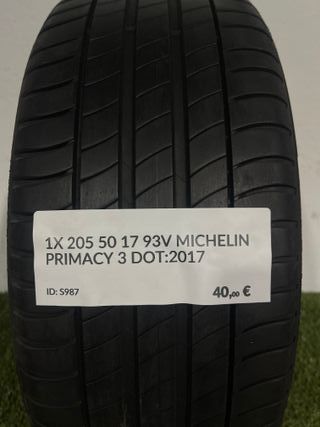 1X 205 50 17 93V MICHELIN
PRIMACY 3 DOT:2017
ID: S987 40,00 €